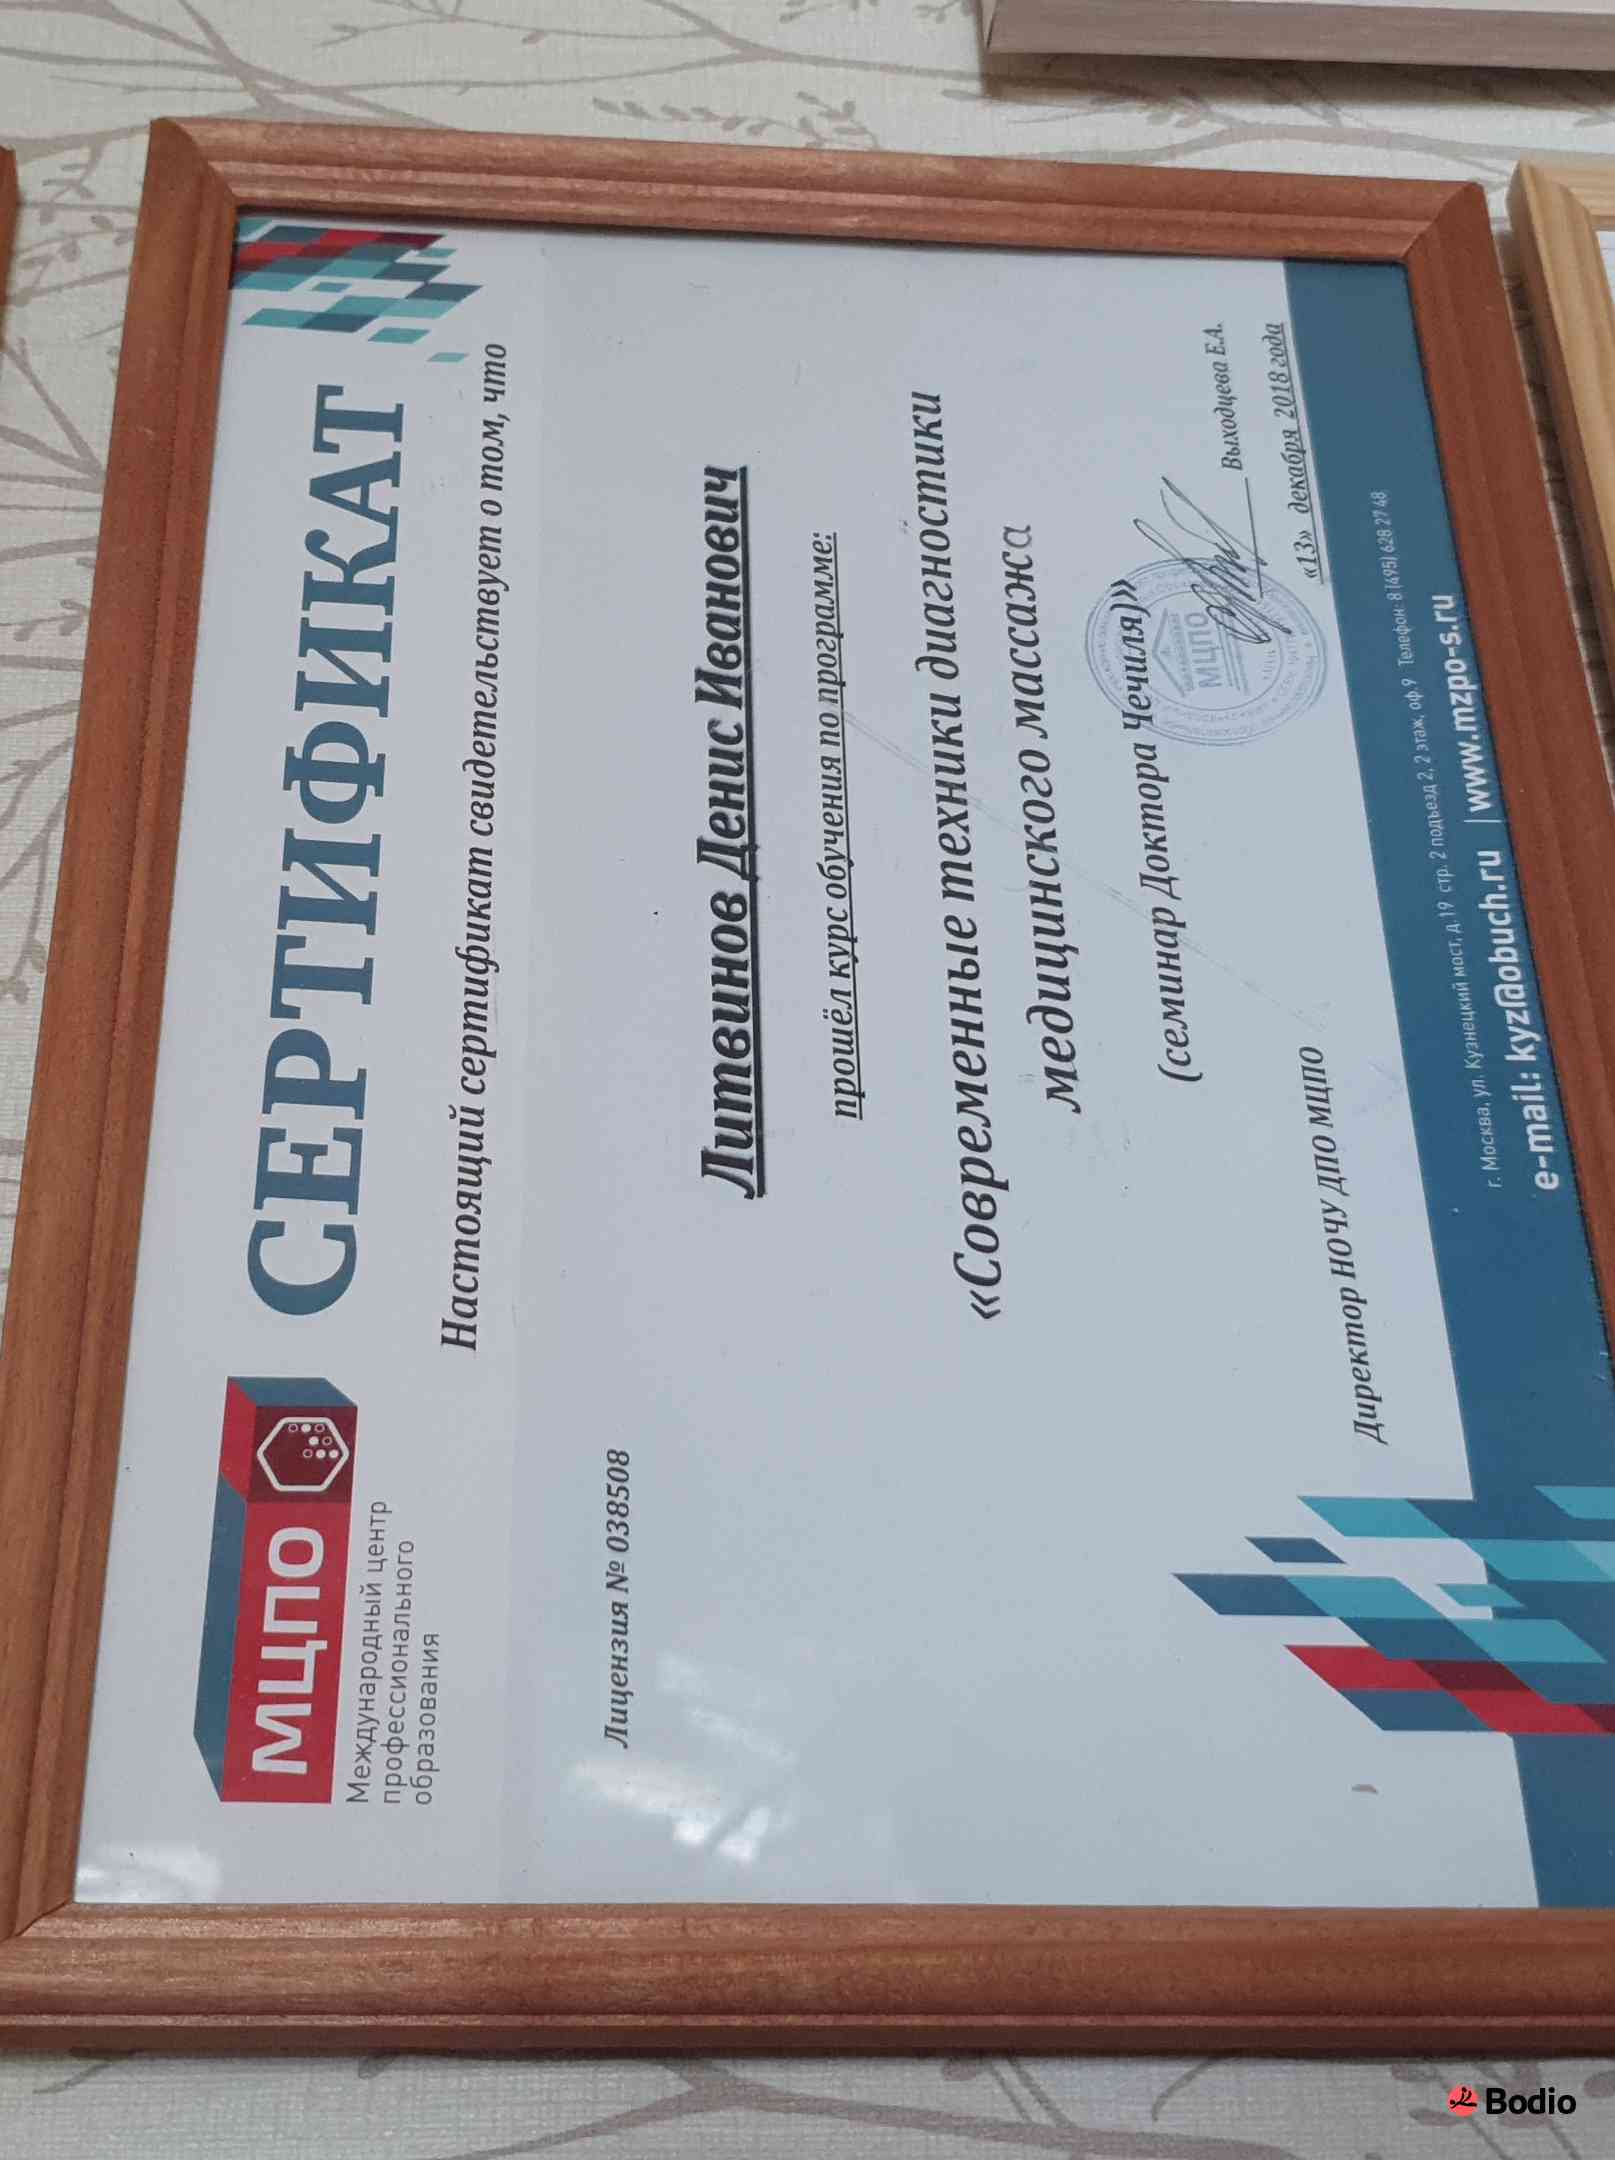 МЦПО
Международный центр
профессионального
образования
СЕРТИФИКАТ
Настоящий сертификат свидетельствует о том, что
Лицензия № 038508
Литвинов Денис Иванович
прошёл курс обучения по программе:
«Современные техники диагностики
медицинского массажа
(семинар Доктора Чечиля)»
МЦПО
Директор НОЧУ ДПО МЦПО
Выходцева Е.А.
«13» декабря 2018 года
г. Москва, ул. Кузнецкий мост, д.19 стр. 2 подъезд 2, 2 этаж, оф.9 Телефон: 8 (495) 628 27 48
e-mail: kyz@obuch.ru | www.mzpo-s.ru
Bodio